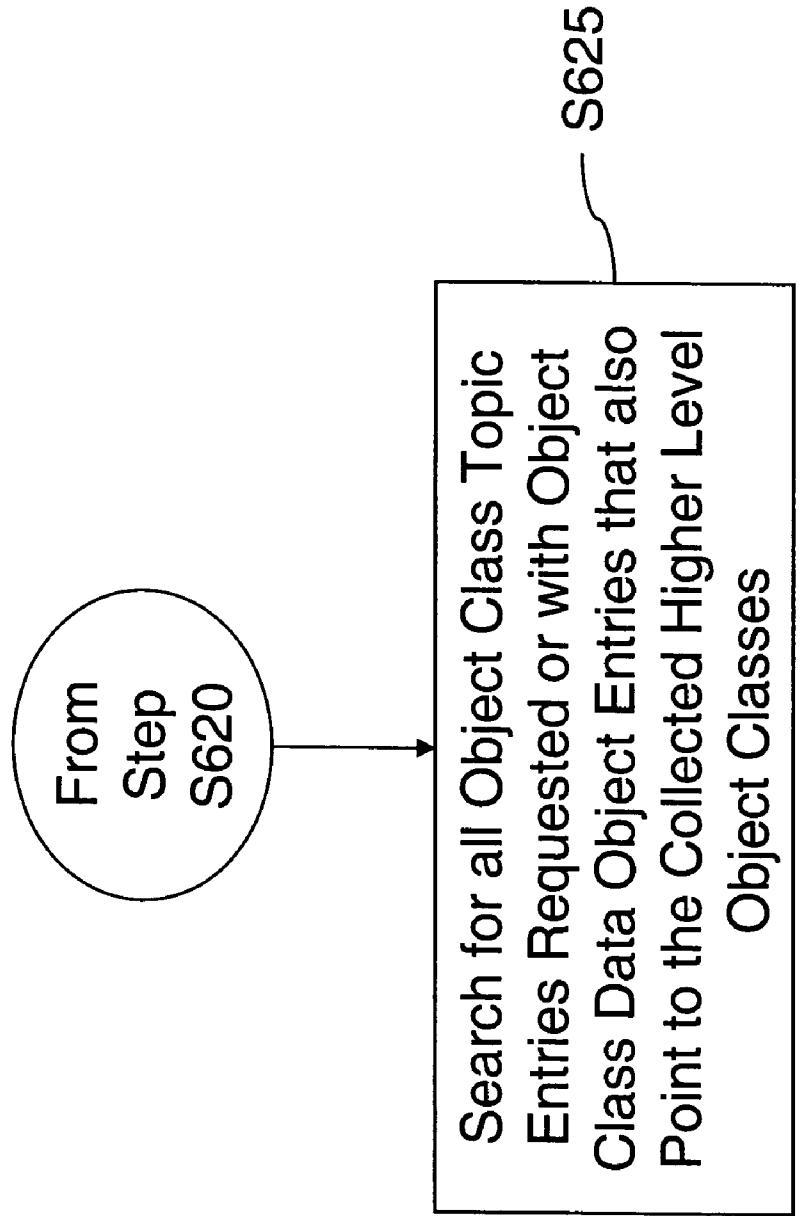 From
Step
S620
Search for all Object Class Topic
Entries Requested or with Object
Class Data Object Entries that also
Point to the Collected Higher Level
Object Classes
S625